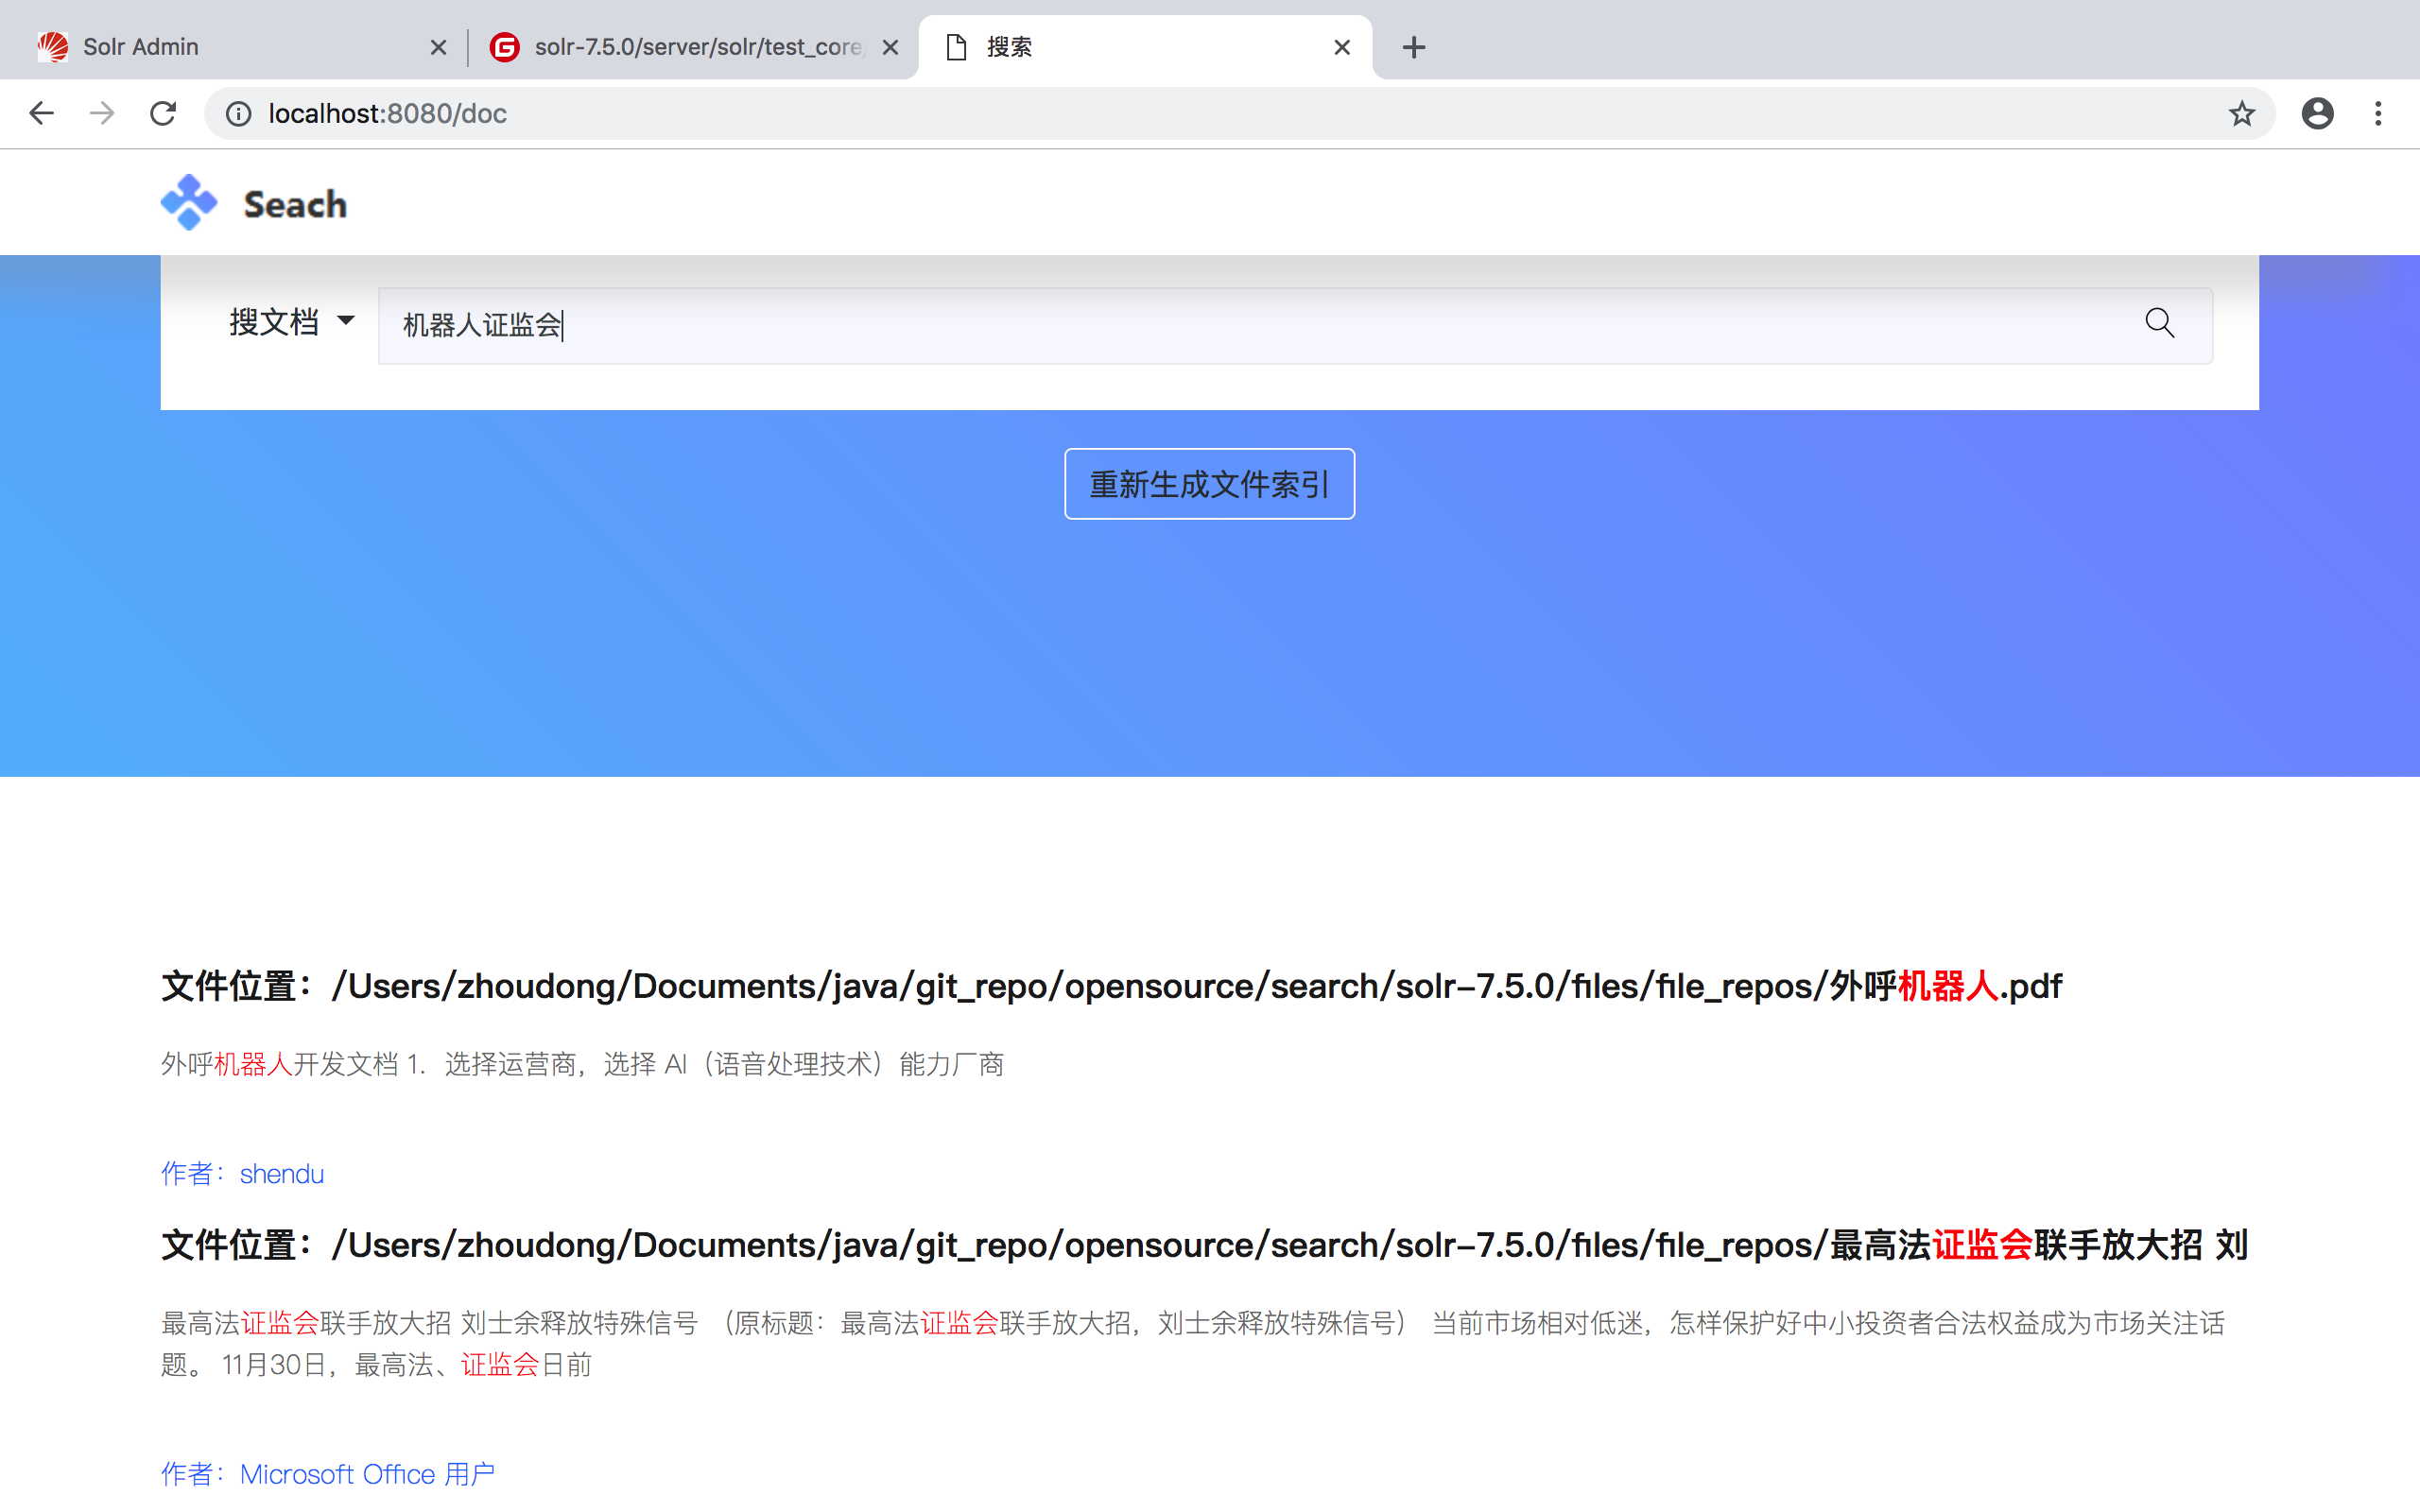 Solr Admin
solr-7.5.0/server/solr/test_core
搜索
localhost:8080/doc
Seach
搜文档
机器人证监会
重新生成文件索引
文件位置：/Users/zhoudong/Documents/java/git_repo/opensource/search/solr-7.5.0/files/file_repos/外呼机器人.pdf
外呼机器人开发文档 1. 选择运营商，选择 AI（语音处理技术）能力厂商
作者：shendu
文件位置：/Users/zhoudong/Documents/java/git_repo/opensource/search/solr-7.5.0/files/file_repos/最高法证监会联手放大招 刘
最高法证监会联手放大招 刘士余释放特殊信号 （原标题：最高法证监会联手放大招，刘士余释放特殊信号） 当前市场相对低迷，怎样保护好中小投资者合法权益成为市场关注话
题。 11月30日，最高法、证监会日前
作者：Microsoft Office 用户